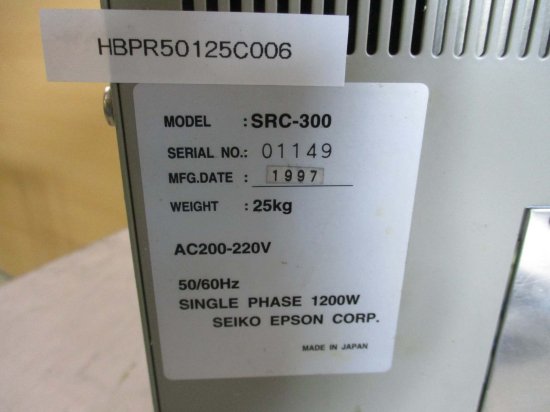 HBPR50125C006
MODEL : SRC-300
SERIAL NO.: 01149
MFG.DATE : 1997
WEIGHT : 25kg
AC200-220V
50/60Hz
SINGLE PHASE 1200W
SEIKO EPSON CORP.
MADE IN JAPAN